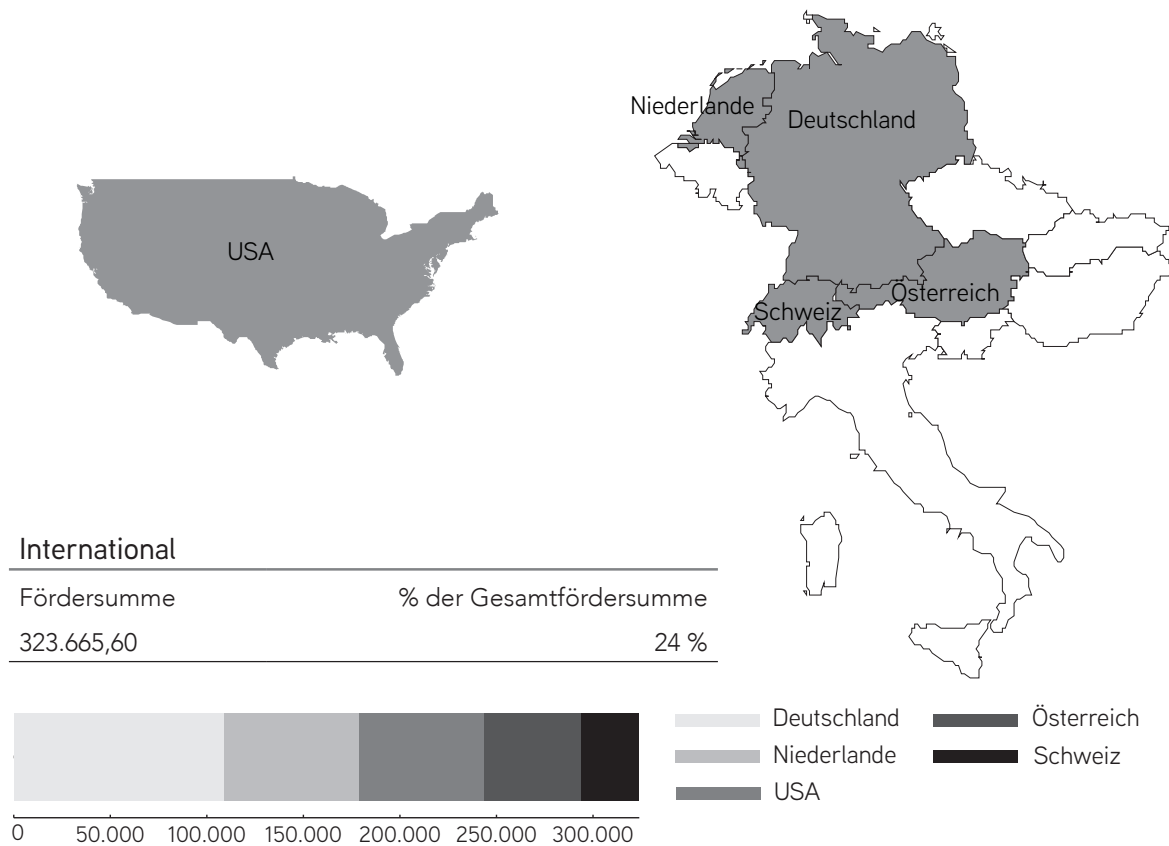 Niederlande
Deutschland
USA
Österreich
Schweiz
International
Fördersumme % der Gesamtfördersumme
323.665,60 24 %
Deutschland Österreich
Niederlande Schweiz
USA
0 50.000 100.000 150.000 200.000 250.000 300.000